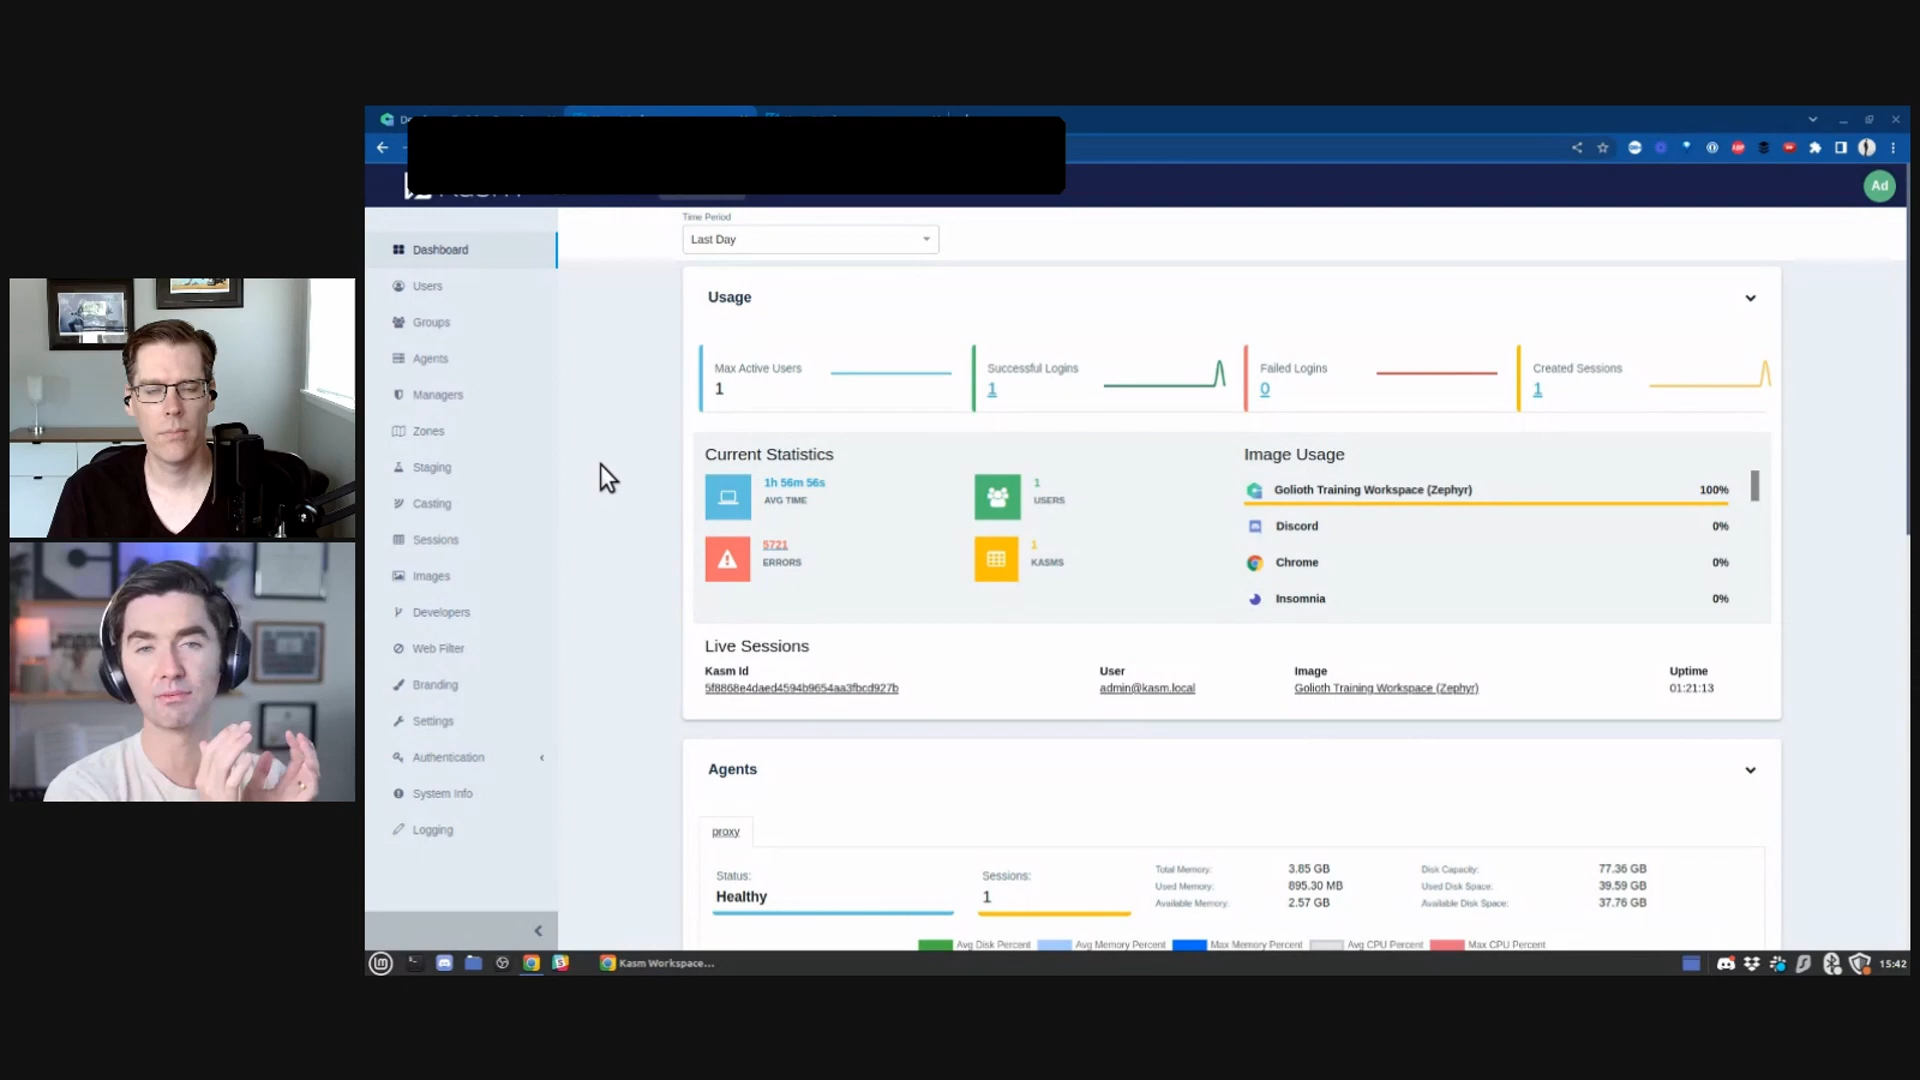 Ad
Time Period
Last Day
Dashboard
Users
Groups
Agents
Managers
Zones
Staging
Casting
Sessions
Images
Developers
Web Filter
Branding
Settings
Authentication
System Info
Logging
Usage
Max Active Users
1
Successful Logins
1
Failed Logins
0
Created Sessions
1
Current Statistics
1h 56m 56s
AVG TIME
1
USERS
5721
ERRORS
1
KASMS
Image Usage
Golioth Training Workspace (Zephyr) 100%
Discord 0%
Chrome 0%
Insomnia 0%
Live Sessions
Kasm Id User Image Uptime
5f8868e4daed4594b9654aa3fbcd927b admin@kasm.local Golioth Training Workspace (Zephyr) 01:21:13
Agents
proxy
Status:
Healthy
Sessions:
1
Total Memory: 3.85 GB
Used Memory: 895.30 MB
Available Memory: 2.57 GB
Disk Capacity: 77.36 GB
Used Disk Space: 39.59 GB
Available Disk Space: 37.76 GB
Avg Disk Percent Avg Memory Percent Max Memory Percent Avg CPU Percent Max CPU Percent
Kasm Workspace...
15:42